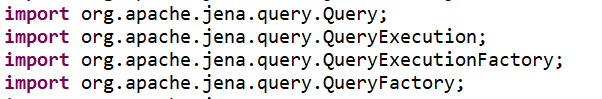 import org.apache.jena.query.Query;
import org.apache.jena.query.QueryExecution;
import org.apache.jena.query.QueryExecutionFactory;
import org.apache.jena.query.QueryFactory;